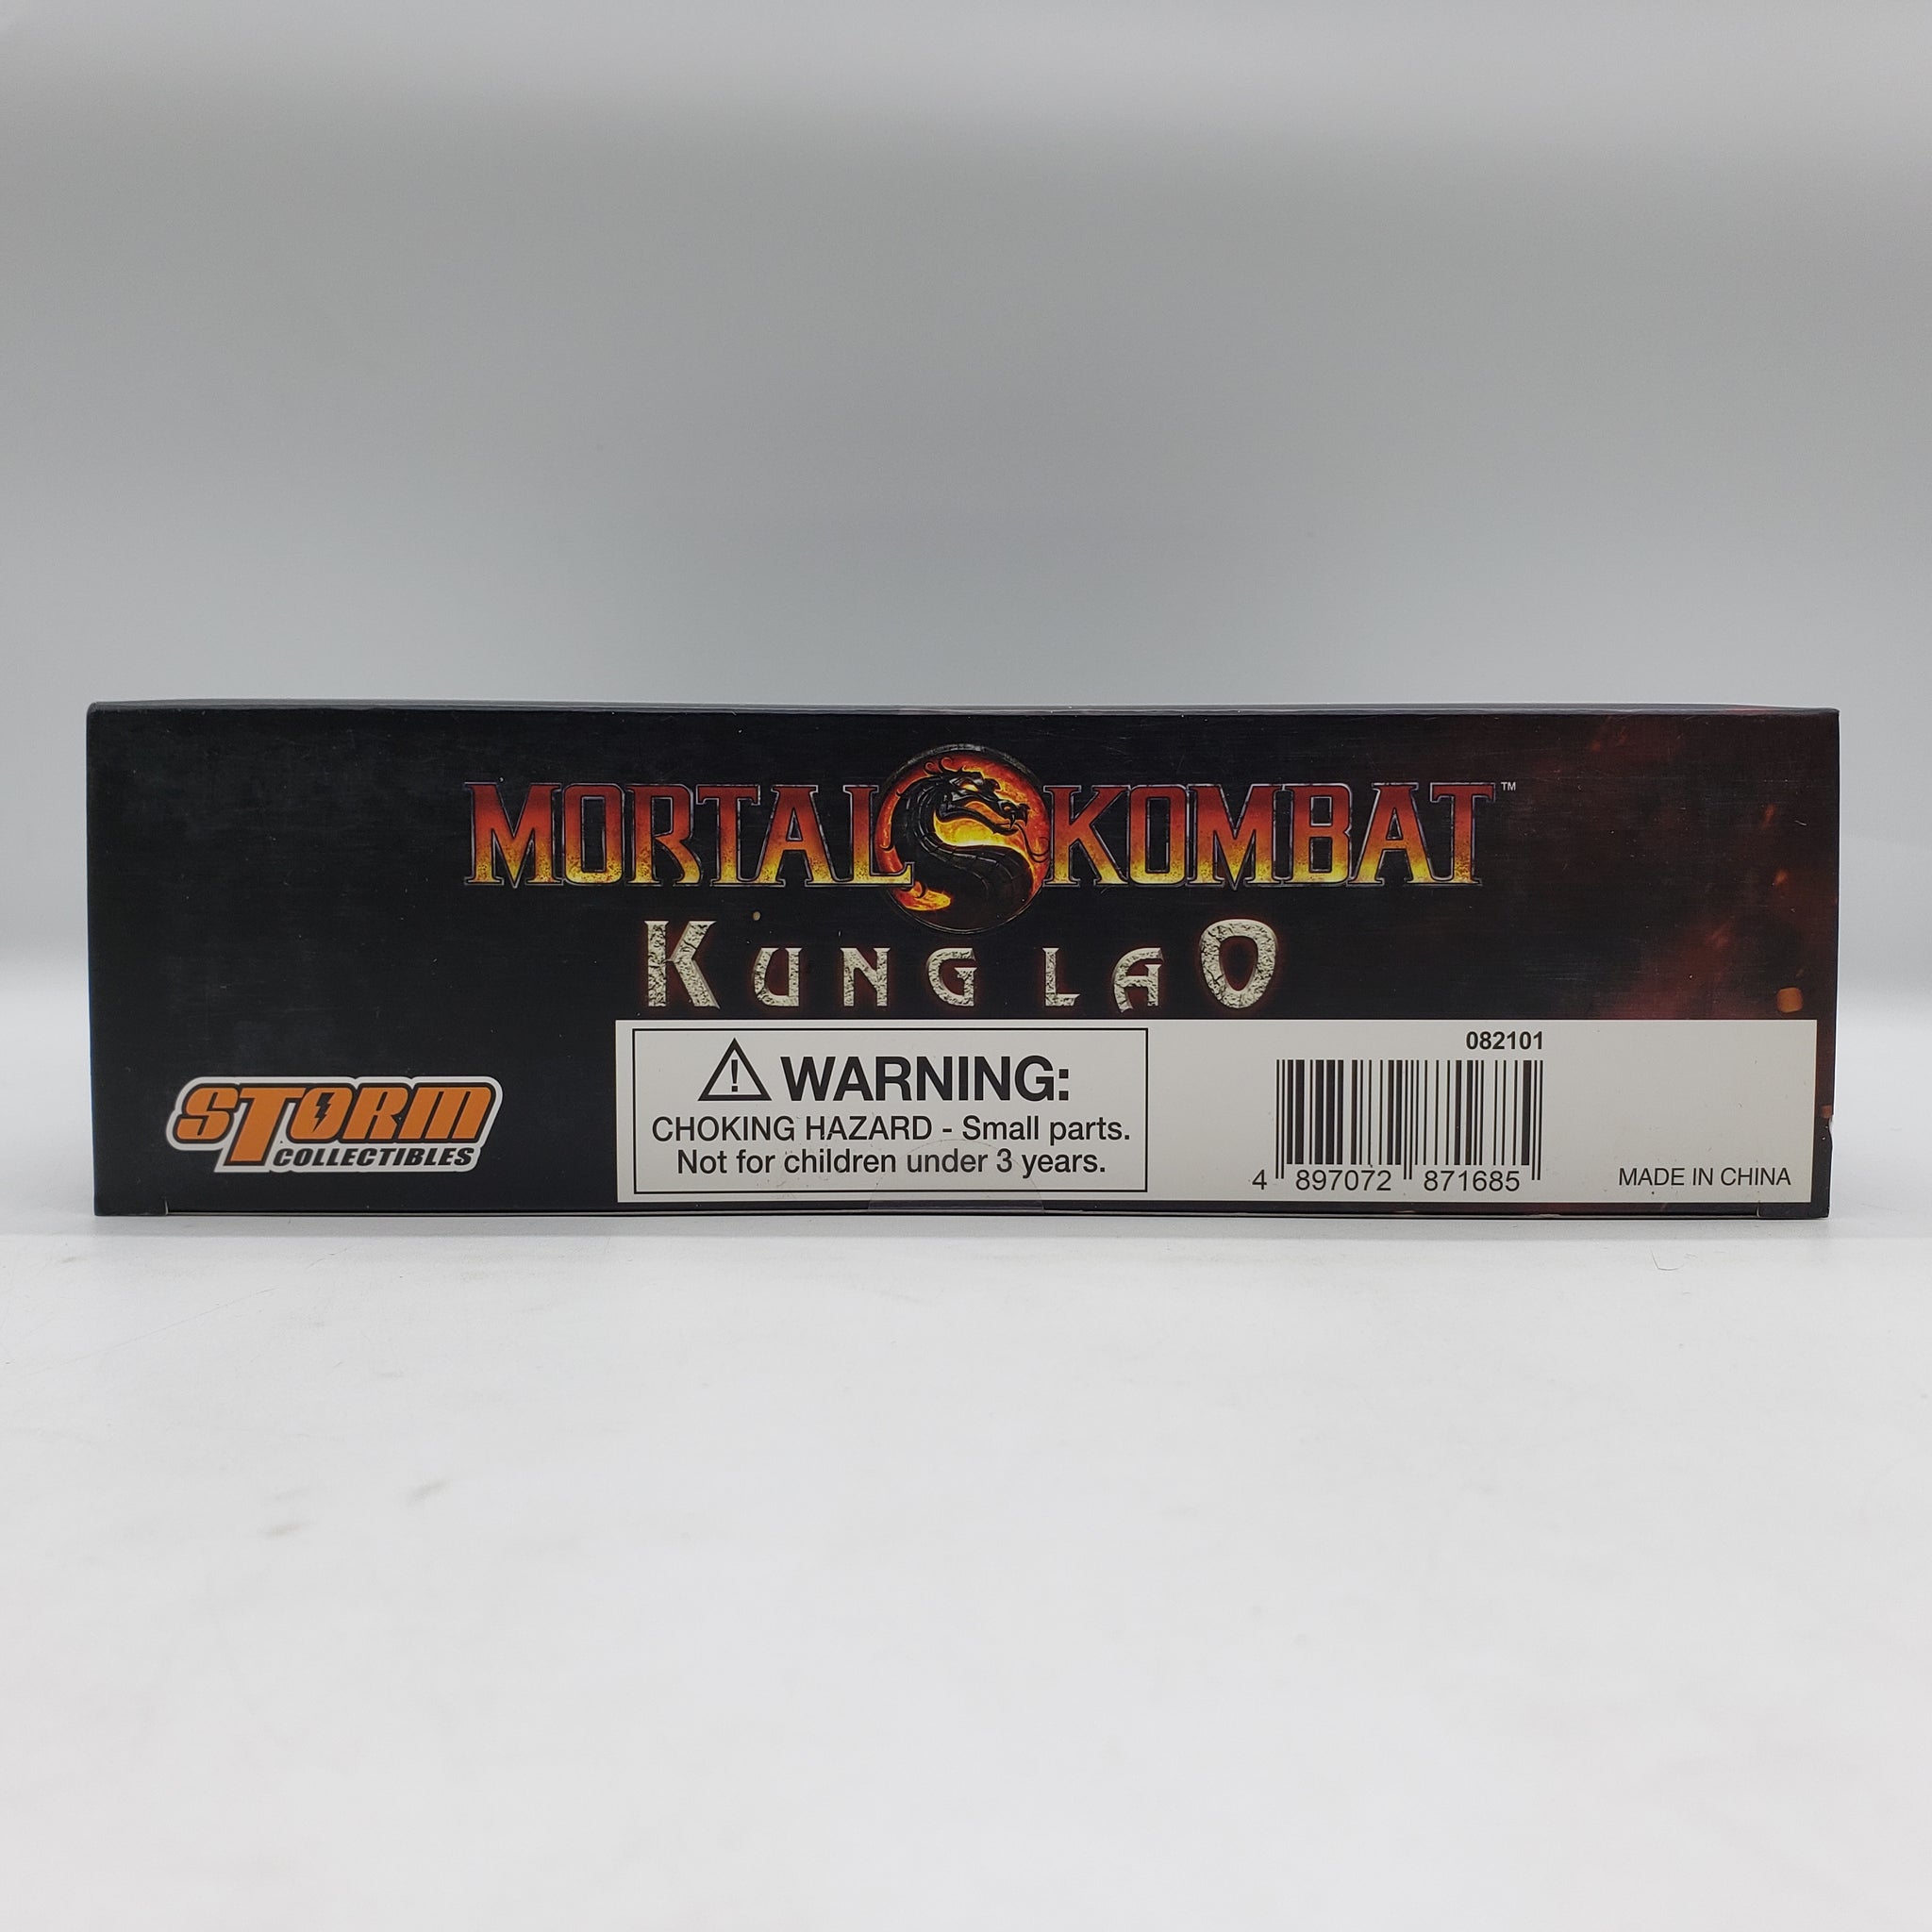 MORTAL KOMBAT™
KUNG LAO
STORM
COLLECTIBLES
WARNING:
CHOKING HAZARD - Small parts.
Not for children under 3 years.
082101
4 897072 871685
MADE IN CHINA